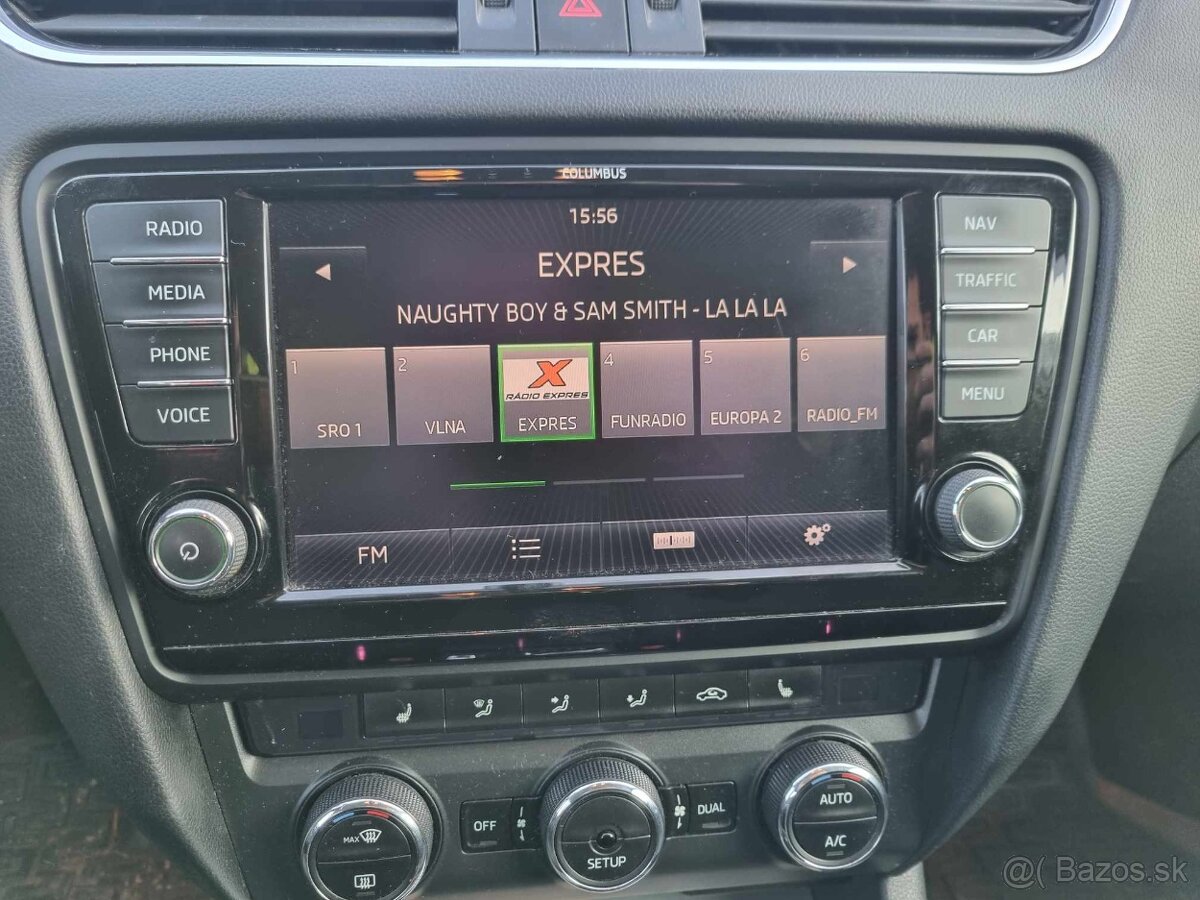 COLUMBUS
15:56
EXPRES
NAUGHTY BOY & SAM SMITH - LA LA LA
1
SRO 1
2
VLNA
X
RÁDIO EXPRES
EXPRES
4
FUNRADIO
5
EUROPA 2
6
RADIO_FM
FM
RADIO
MEDIA
PHONE
VOICE
NAV
TRAFFIC
CAR
MENU
MAX
OFF
SETUP
DUAL
AUTO
A/C
@( Bazos.sk